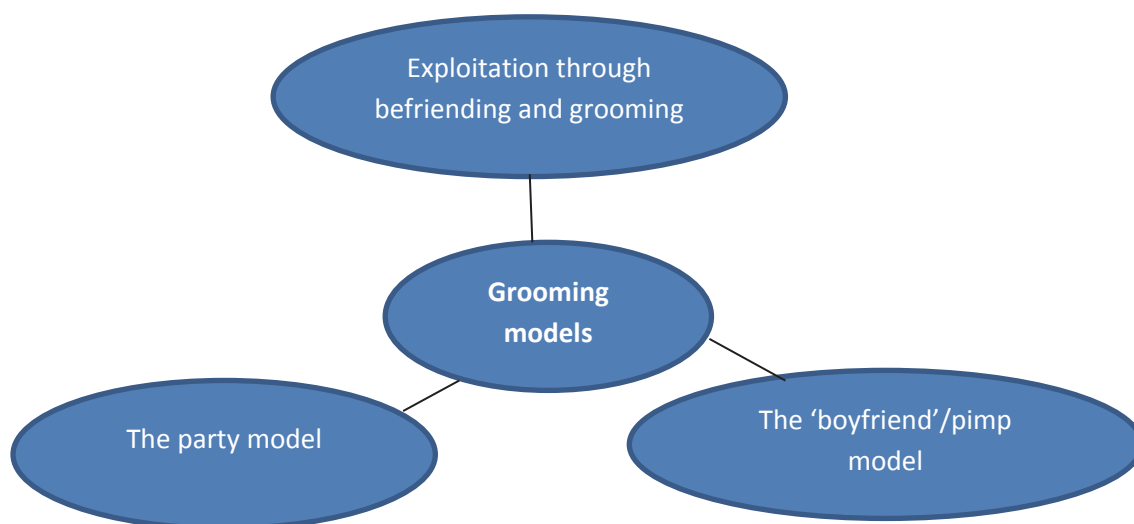 Exploitation through
befriending and grooming
Grooming
models
The party model
The ‘boyfriend’/pimp
model